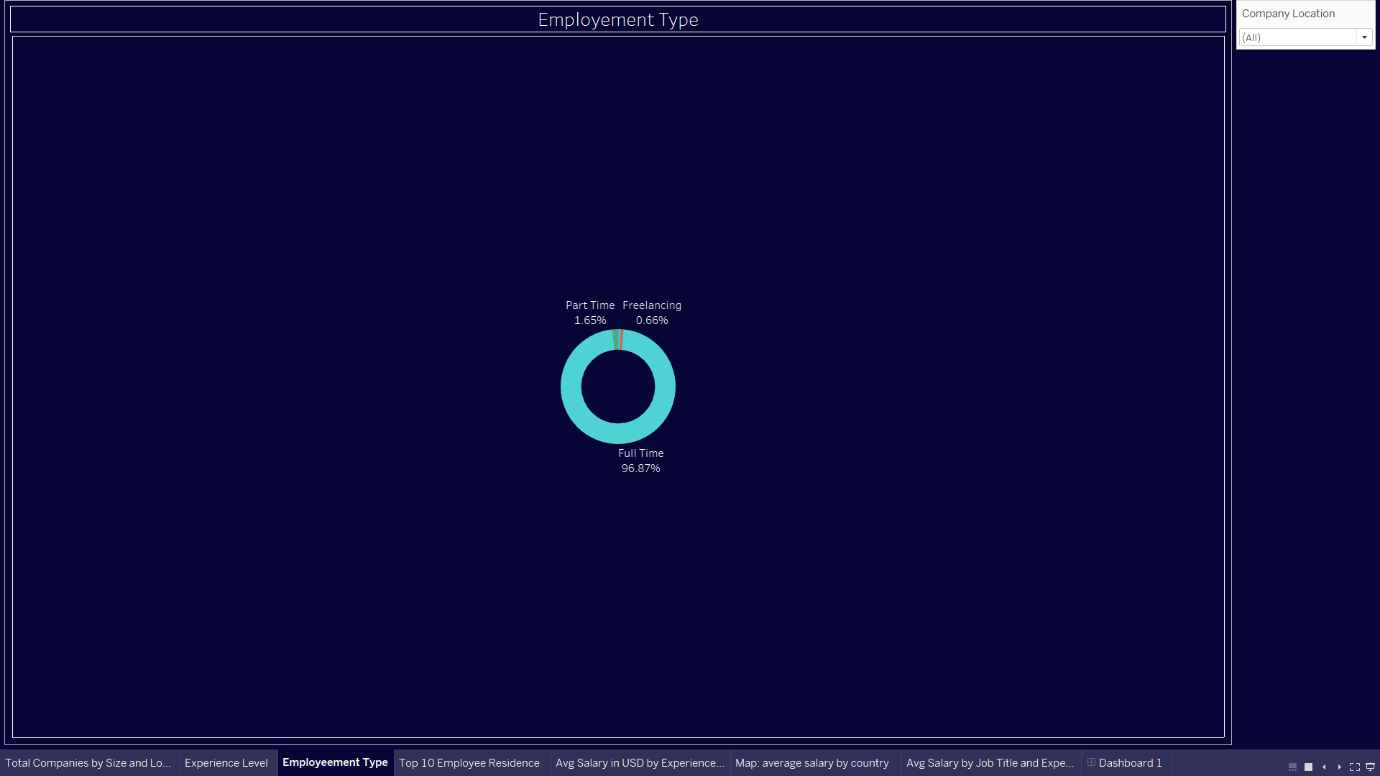 Employement Type
Company Location
(All)
Part Time Freelancing
1.65% 0.66%
Full Time
96.87%
Total Companies by Size and Lo...
Experience Level
Employeement Type
Top 10 Employee Residence
Avg Salary in USD by Experience...
Map: average salary by country
Avg Salary by Job Title and Expe...
Dashboard 1